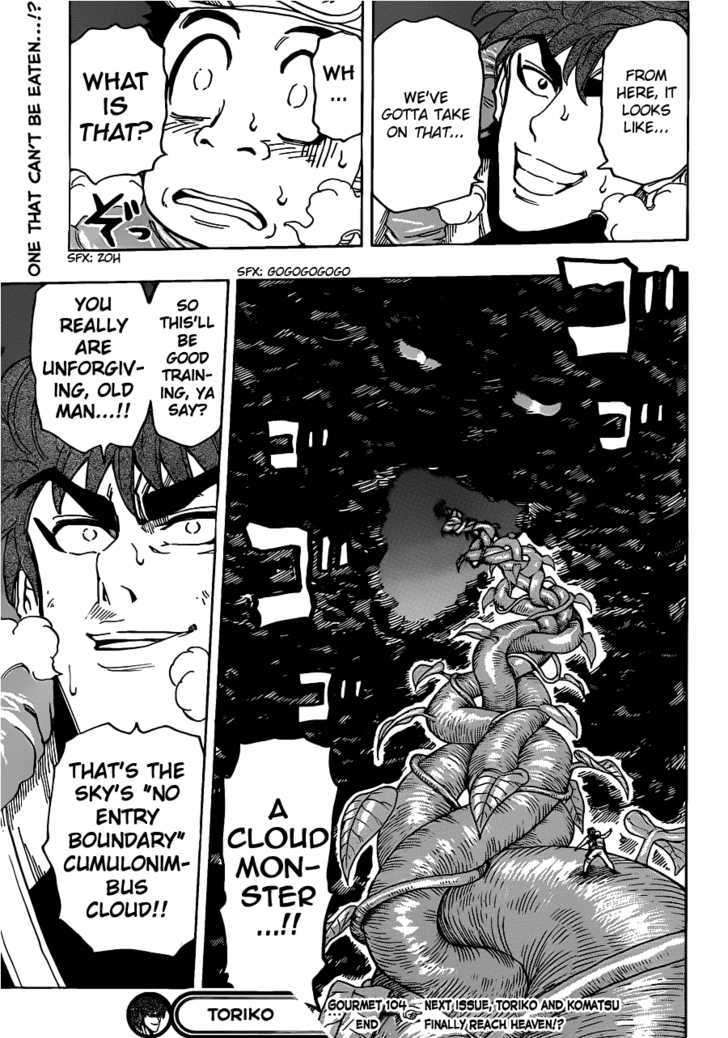 FROM
HERE, IT
LOOKS
LIKE...
WE'VE
GOTTA TAKE
ON THAT...
WH
...
WHAT
IS
THAT?
ぞっ
SFX: ZOH
ONE THAT CAN'T BE EATEN...!?
SFX: GOGOGOGOGO
A
CLOUD
MON-
STER
...!!
SO
THIS'LL
BE
GOOD
TRAIN-
ING, YA
SAY?
YOU
REALLY
ARE
UNFORGIV-
ING, OLD
MAN...!!
THAT'S THE
SKY'S "NO
ENTRY
BOUNDARY"
CUMULONIM-
BUS
CLOUD!!
TORIKO
GOURMET 104
END
NEXT ISSUE, TORIKO AND KOMATSU
FINALLY REACH HEAVEN!?